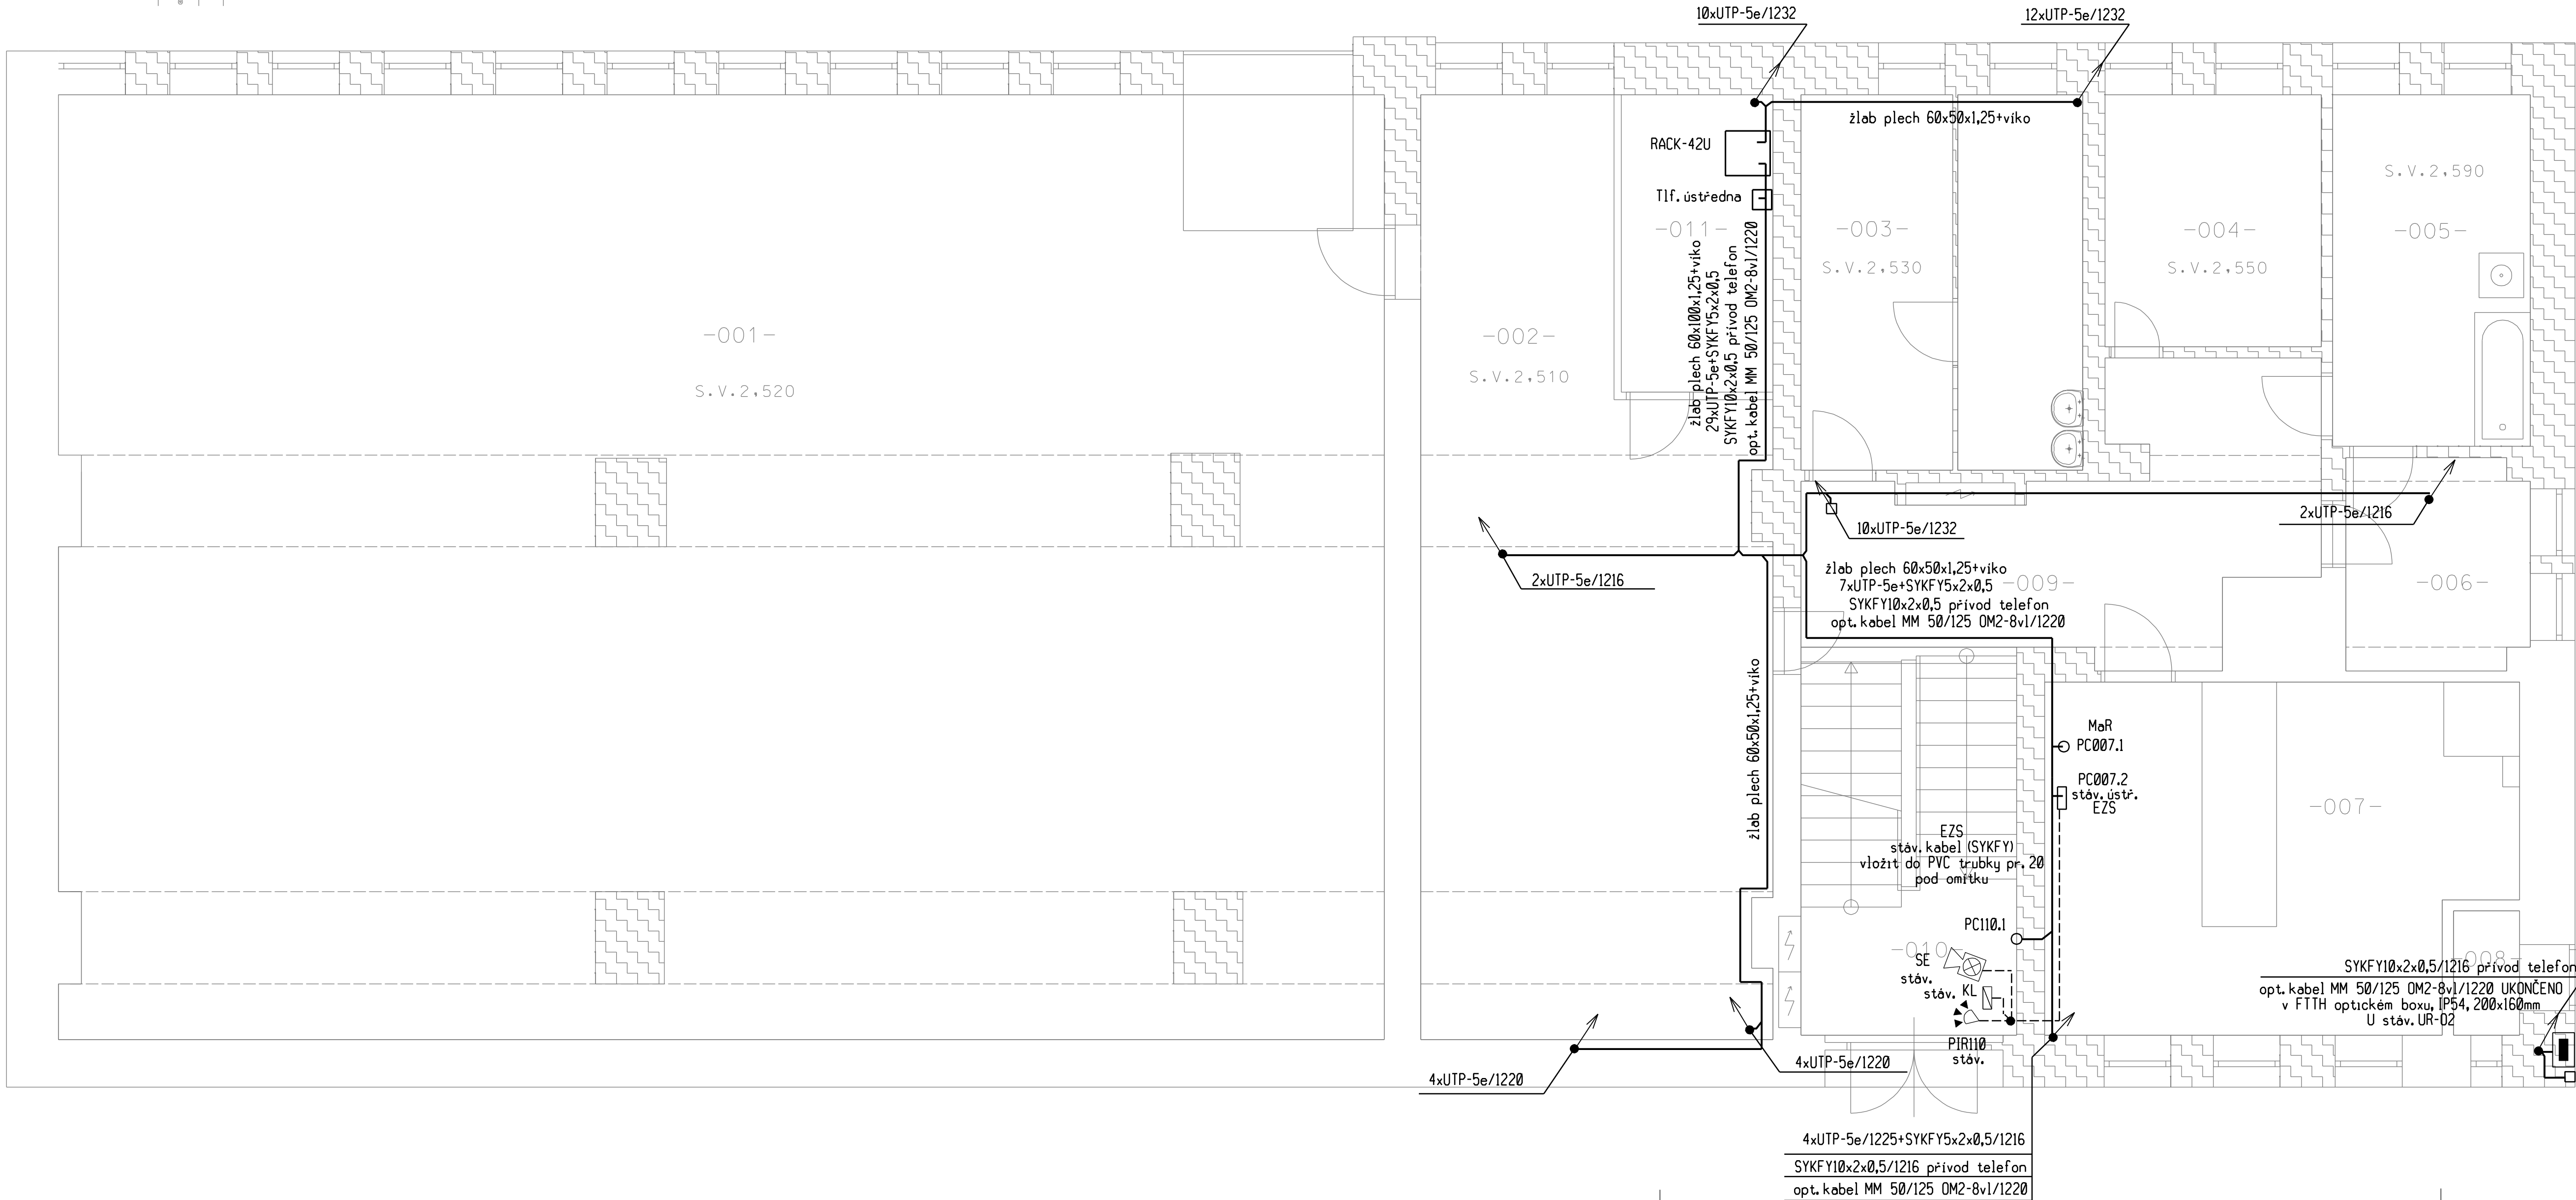 10xUTP-5e/1232
12xUTP-5e/1232
žlab plech 60x50x1,25+víko
RACK-42U
Tlf. ústředna
S.V.2,590
-011-
-003-
-004-
-005-
S.V.2,530
S.V.2,550
žlab plech 60x100x1,25+víko
29xUTP-5e+SYKFY5x2x0,5
SYKFY10x2x0,5 přívod telefon
opt. kabel MM 50/125 OM2-8vl/1220
-001-
S.V.2,520
-002-
S.V.2,510
2xUTP-5e/1216
10xUTP-5e/1232
2xUTP-5e/1216
žlab plech 60x50x1,25+víko
7xUTP-5e+SYKFY5x2x0,5
SYKFY10x2x0,5 přívod telefon
opt. kabel MM 50/125 OM2-8vl/1220
-009-
-006-
žlab plech 60x50x1,25+víko
MaR
PC007.1
PC007.2
stáv. ústř.
EZS
-007-
EZS
stáv. kabel (SYKFY)
vložit do PVC trubky pr. 20
pod omítku
PC110.1
-010-
SE
stáv.
stáv. KL
PIR110
stáv.
-008-
SYKFY10x2x0,5/1216 přívod telefon
opt. kabel MM 50/125 OM2-8vl/1220 UKONČENO
v FTTH optickém boxu, IP54, 200x160mm
U stáv. UR-02
4xUTP-5e/1220
4xUTP-5e/1220
4xUTP-5e/1225+SYKFY5x2x0,5/1216
SYKFY10x2x0,5/1216 přívod telefon
opt. kabel MM 50/125 OM2-8vl/1220